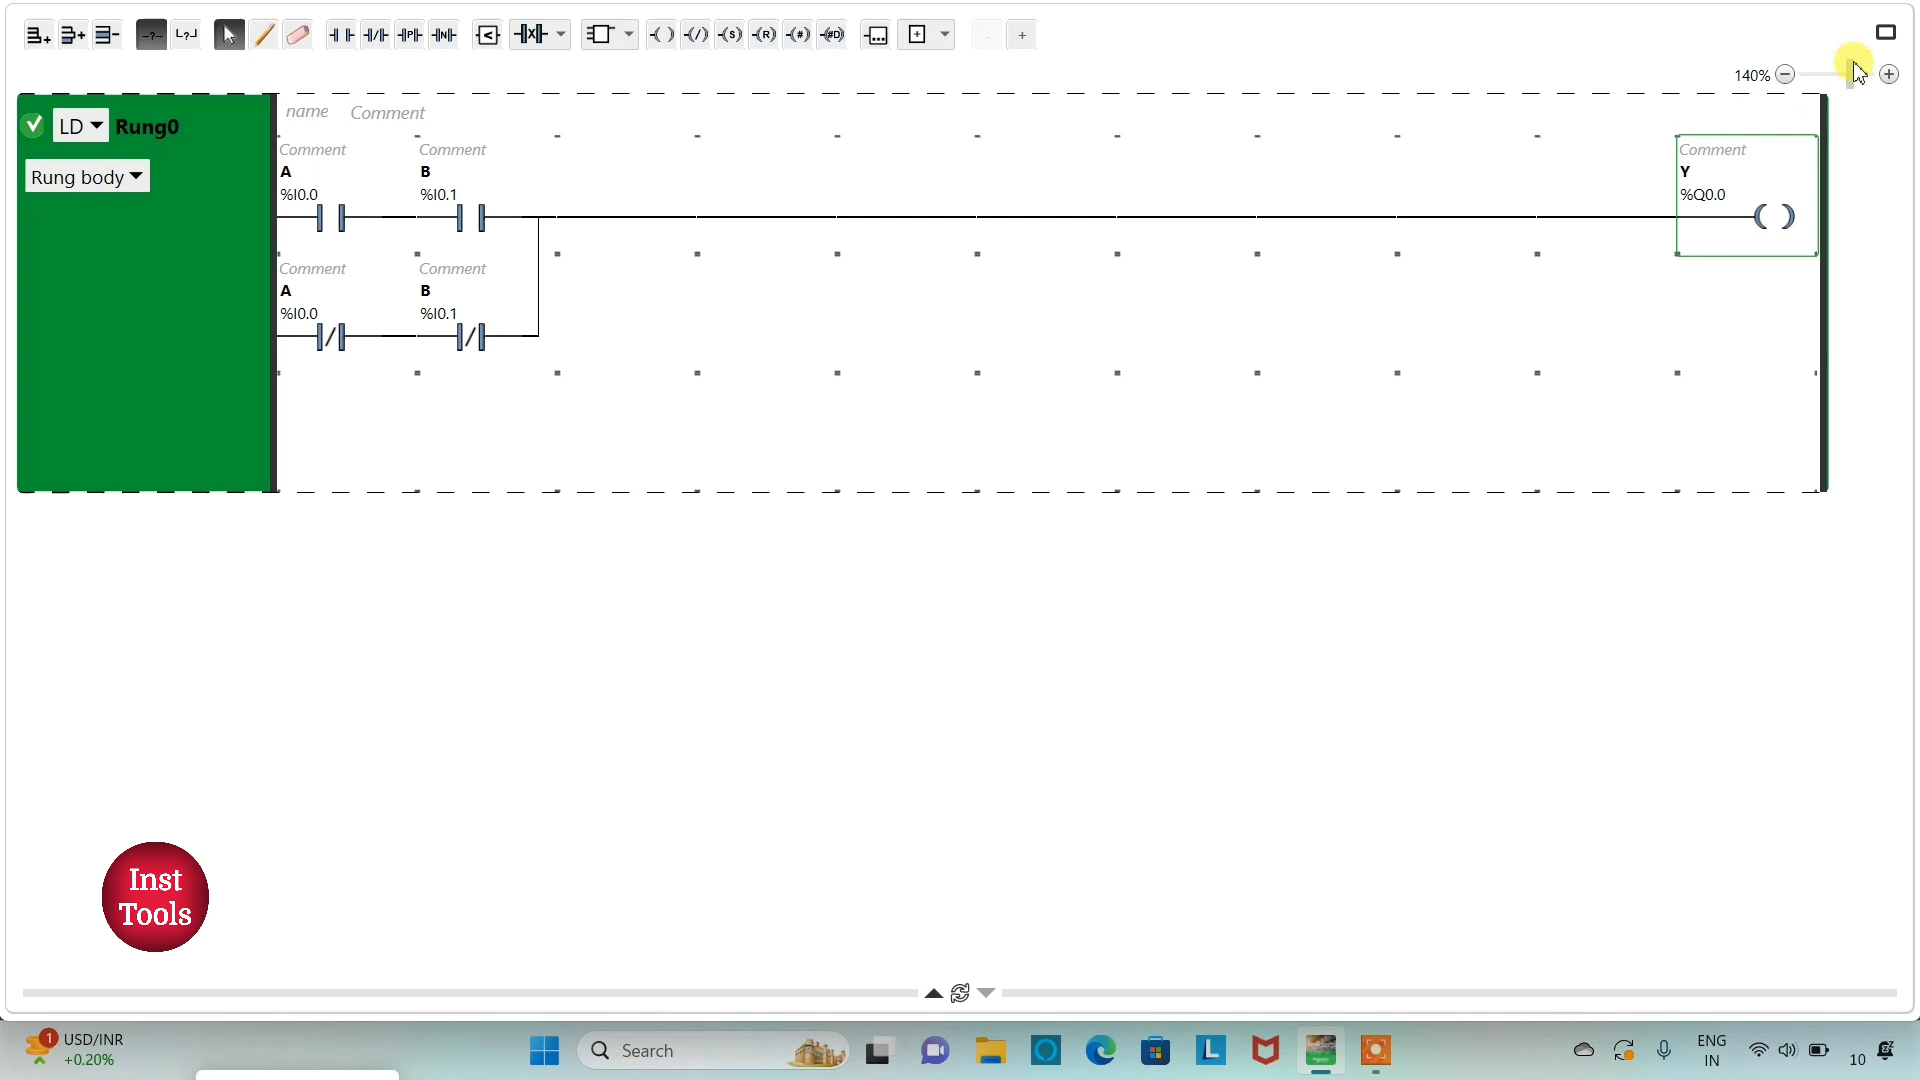 140%
LD Rung0
name Comment
Rung body
Comment Comment Comment
A B Y
%I0.0 %I0.1 %Q0.0
Comment Comment
A B
%I0.0 %I0.1
Inst
Tools
1 USD/INR
+0.20%
Search
ENG
IN
10